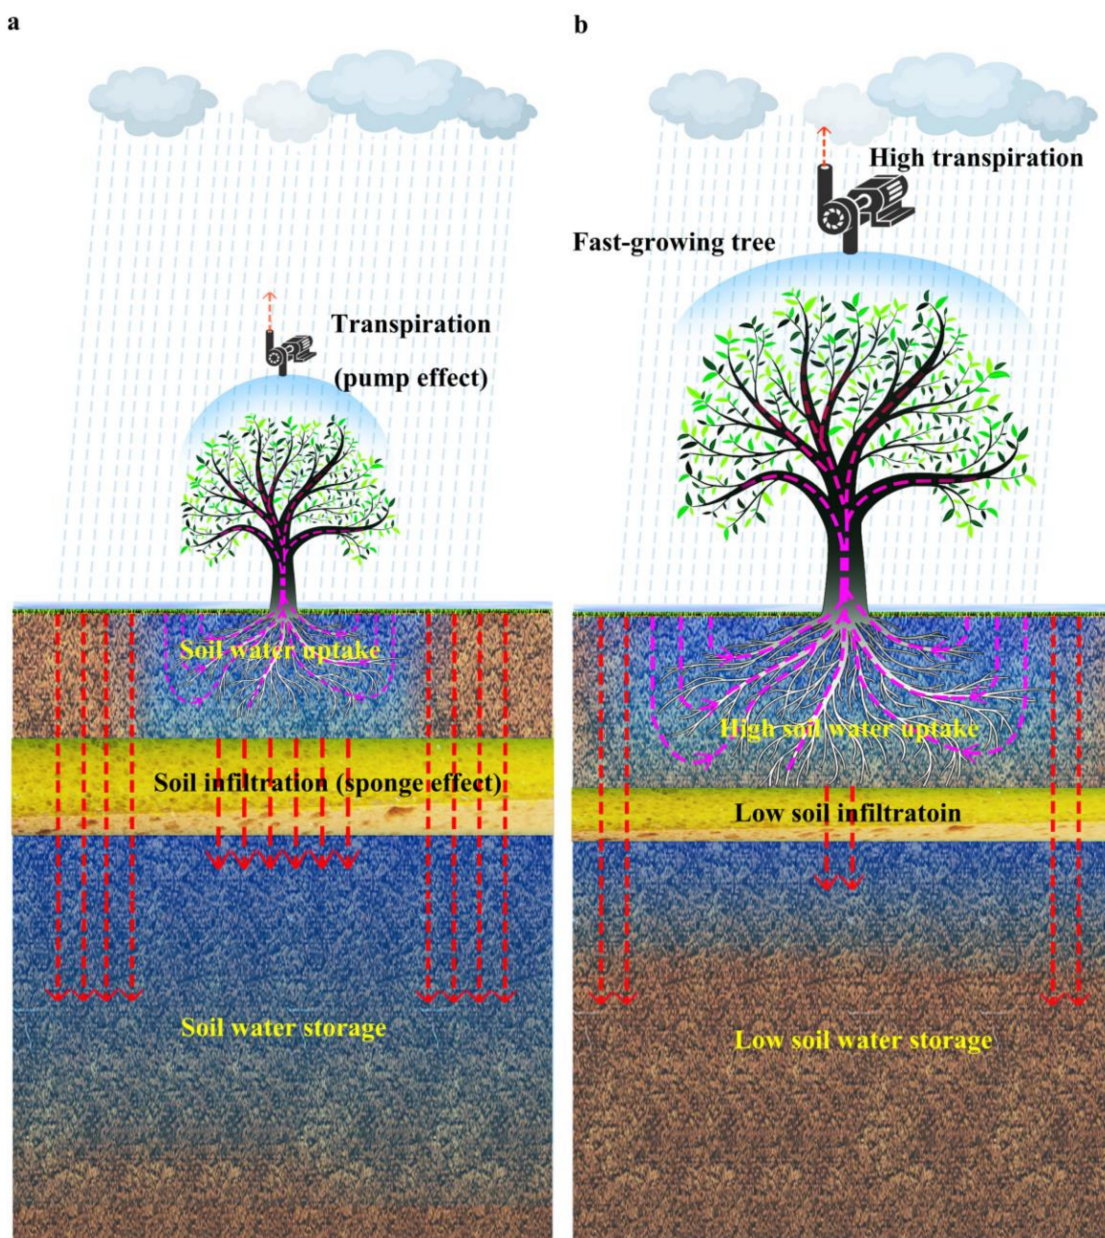 a
Transpiration
(pump effect)
Soil water uptake
Soil infiltration (sponge effect)
Soil water storage
b
High transpiration
Fast-growing tree
High soil water uptake
Low soil infiltratoin
Low soil water storage